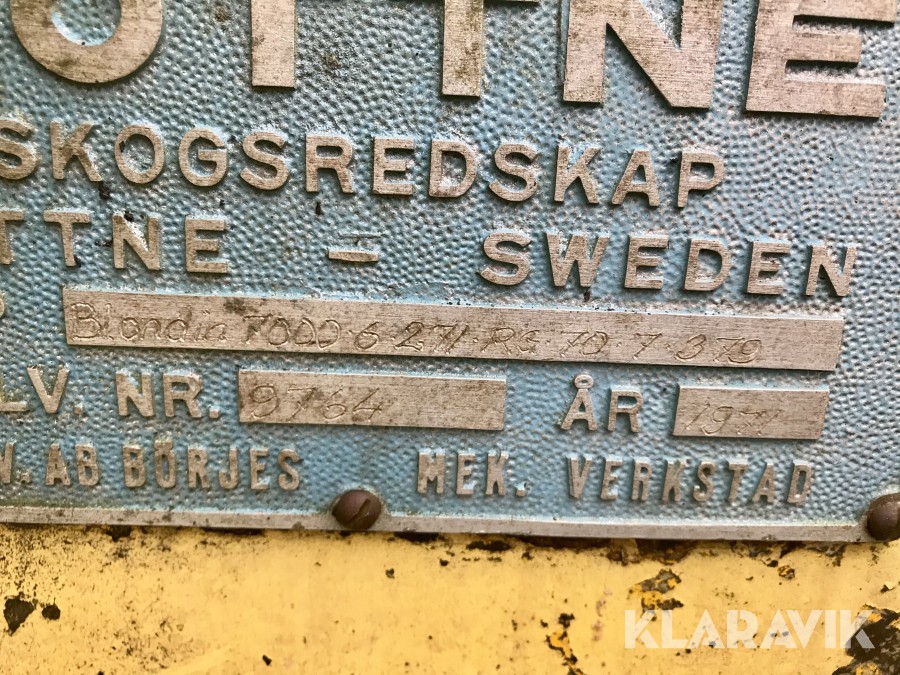 OTTNE
SKOGSREDSKAP
TTNE - SWEDEN
Blondin 7000·6·271·RS·70·7·379
LV. NR. 9764 ÅR 1971
N. AB BÖRJES MEK. VERKSTAD
KLARAVIK